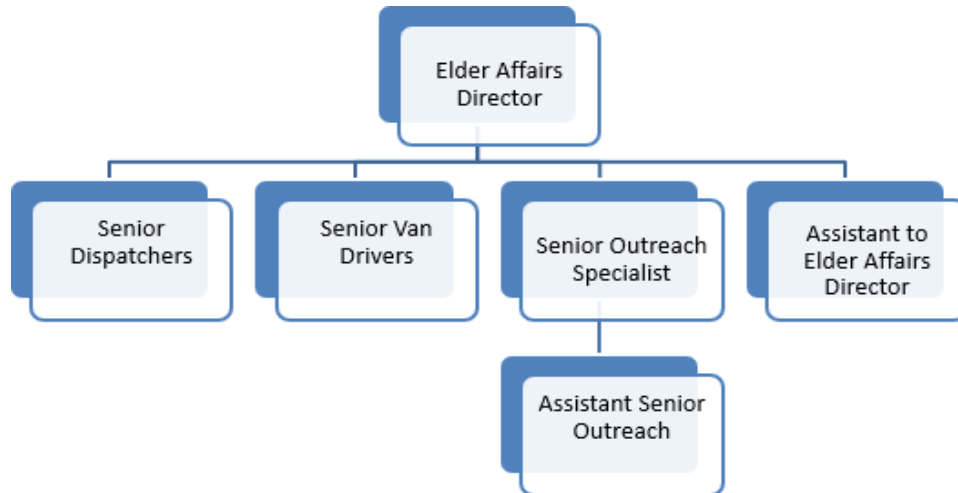 Elder Affairs
Director
Senior
Dispatchers
Senior Van
Drivers
Senior Outreach
Specialist
Assistant to
Elder Affairs
Director
Assistant Senior
Outreach